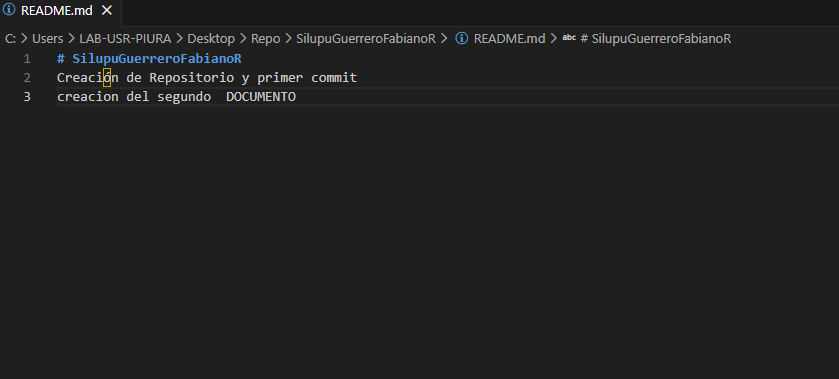 README.md
C: > Users > LAB-USR-PIURA > Desktop > Repo > SilupuGuerreroFabianoR > README.md > abc # SilupuGuerreroFabianoR
1 # SilupuGuerreroFabianoR
2 Creación de Repositorio y primer commit
3 creacion del segundo  DOCUMENTO